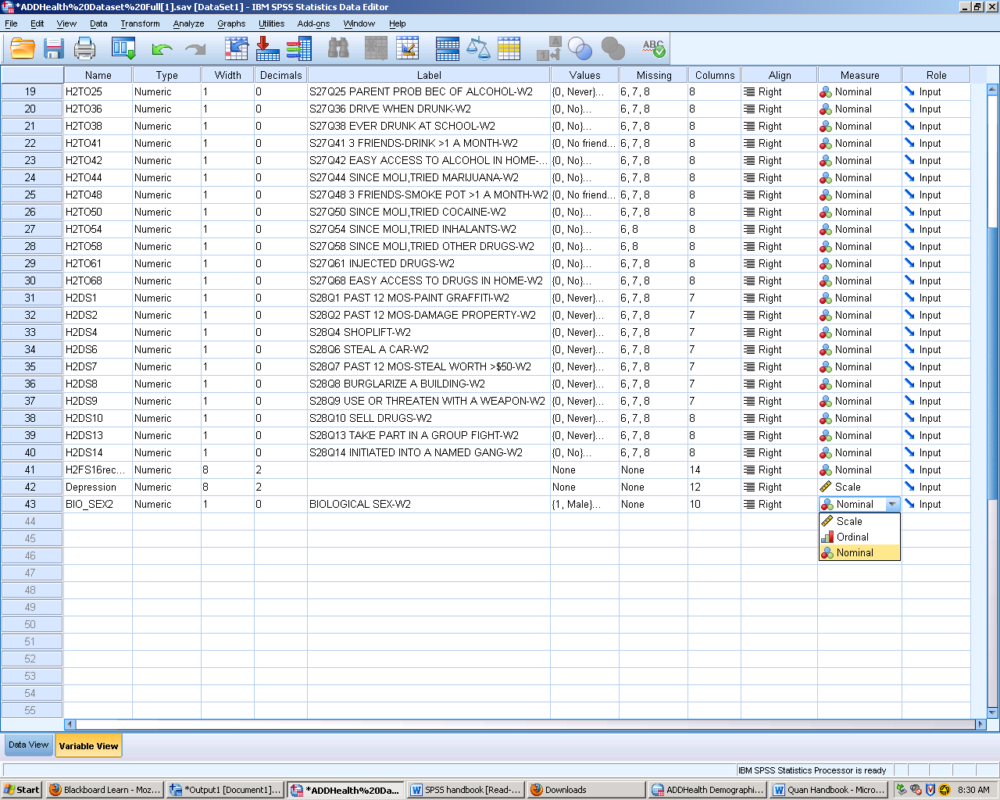 *ADDHealth%20Dataset%20Full[1].sav [DataSet1] - IBM SPSS Statistics Data Editor
File Edit View Data Transform Analyze Graphs Utilities Add-ons Window Help
Name Type Width Decimals Label Values Missing Columns Align Measure Role
19 H2TO25 Numeric 1 0 S27Q25 PARENT PROB BEC OF ALCOHOL-W2 {0, Never}... 6, 7, 8 8 Right Nominal Input
20 H2TO36 Numeric 1 0 S27Q36 DRIVE WHEN DRUNK-W2 {0, No}... 6, 7, 8 8 Right Nominal Input
21 H2TO38 Numeric 1 0 S27Q38 EVER DRUNK AT SCHOOL-W2 {0, No}... 6, 7, 8 8 Right Nominal Input
22 H2TO41 Numeric 1 0 S27Q41 3 FRIENDS-DRINK >1 A MONTH-W2 {0, No friend... 6, 7, 8 8 Right Nominal Input
23 H2TO42 Numeric 1 0 S27Q42 EASY ACCESS TO ALCOHOL IN HOME-... {0, No}... 6, 7, 8 8 Right Nominal Input
24 H2TO44 Numeric 1 0 S27Q44 SINCE MOLI,TRIED MARIJUANA-W2 {0, No}... 6, 7, 8 8 Right Nominal Input
25 H2TO48 Numeric 1 0 S27Q48 3 FRIENDS-SMOKE POT >1 A MONTH-W2 {0, No friend... 6, 7, 8 8 Right Nominal Input
26 H2TO50 Numeric 1 0 S27Q50 SINCE MOLI,TRIED COCAINE-W2 {0, No}... 6, 7, 8 8 Right Nominal Input
27 H2TO54 Numeric 1 0 S27Q54 SINCE MOLI,TRIED INHALANTS-W2 {0, No}... 6, 8 8 Right Nominal Input
28 H2TO58 Numeric 1 0 S27Q58 SINCE MOLI,TRIED OTHER DRUGS-W2 {0, No}... 6, 8 8 Right Nominal Input
29 H2TO61 Numeric 1 0 S27Q61 INJECTED DRUGS-W2 {0, No}... 6, 7, 8 8 Right Nominal Input
30 H2TO68 Numeric 1 0 S27Q68 EASY ACCESS TO DRUGS IN HOME-W2 {0, No}... 6, 7, 8 8 Right Nominal Input
31 H2DS1 Numeric 1 0 S28Q1 PAST 12 MOS-PAINT GRAFFITI-W2 {0, Never}... 6, 7, 8 7 Right Nominal Input
32 H2DS2 Numeric 1 0 S28Q2 PAST 12 MOS-DAMAGE PROPERTY-W2 {0, Never}... 6, 7, 8 7 Right Nominal Input
33 H2DS4 Numeric 1 0 S28Q4 SHOPLIFT-W2 {0, Never}... 6, 7, 8 7 Right Nominal Input
34 H2DS6 Numeric 1 0 S28Q6 STEAL A CAR-W2 {0, Never}... 6, 7, 8 7 Right Nominal Input
35 H2DS7 Numeric 1 0 S28Q7 PAST 12 MOS-STEAL WORTH >$50-W2 {0, Never}... 6, 7, 8 7 Right Nominal Input
36 H2DS8 Numeric 1 0 S28Q8 BURGLARIZE A BUILDING-W2 {0, Never}... 6, 7, 8 7 Right Nominal Input
37 H2DS9 Numeric 1 0 S28Q9 USE OR THREATEN WITH A WEAPON-W2 {0, Never}... 6, 7, 8 7 Right Nominal Input
38 H2DS10 Numeric 1 0 S28Q10 SELL DRUGS-W2 {0, Never}... 6, 7, 8 8 Right Nominal Input
39 H2DS13 Numeric 1 0 S28Q13 TAKE PART IN A GROUP FIGHT-W2 {0, Never}... 6, 7, 8 8 Right Nominal Input
40 H2DS14 Numeric 1 0 S28Q14 INITIATED INTO A NAMED GANG-W2 {0, No}... 6, 7, 8 8 Right Nominal Input
41 H2FS16rec... Numeric 8 2 None None 14 Right Nominal Input
42 Depression Numeric 8 2 None None 12 Right Scale Input
43 BIO_SEX2 Numeric 1 0 BIOLOGICAL SEX-W2 {1, Male}... None 10 Right Nominal Input
44 Scale
45 Ordinal
46 Nominal
47
48
49
50
51
52
53
54
55
Data View Variable View
IBM SPSS Statistics Processor is ready
Start Blackboard Learn - Moz... *Output1 [Document1]... *ADDHealth%20Da... SPSS handbook [Read-... Downloads ADDHealth Demographi... Quan Handbook - Micro... 8:30 AM